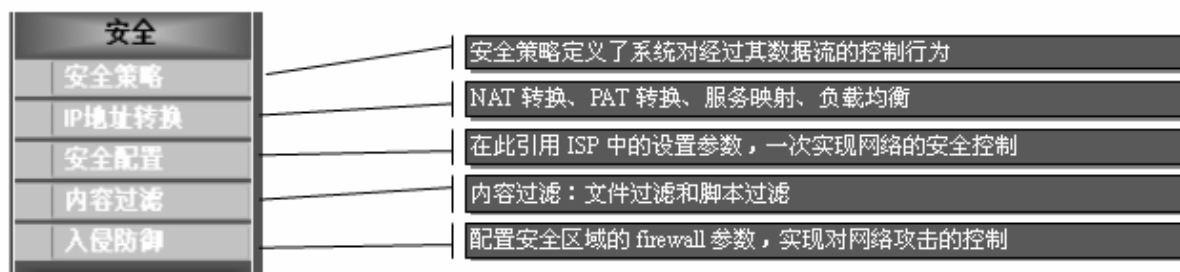 安全
安全策略
安全策略定义了系统对经过其数据流的控制行为
IP地址转换
NAT 转换、PAT 转换、服务映射、负载均衡
安全配置
在此引用 ISP 中的设置参数，一次实现网络的安全控制
内容过滤
内容过滤：文件过滤和脚本过滤
入侵防御
配置安全区域的 firewall 参数，实现对网络攻击的控制